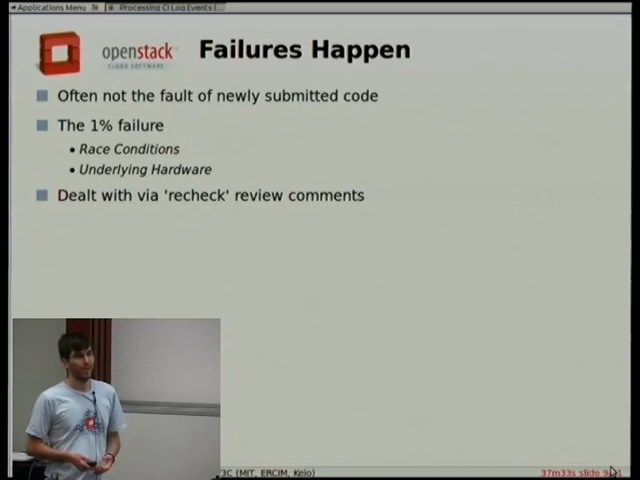 Applications Menu
Processing CI Log Events (...
openstack
CLOUD SOFTWARE
Failures Happen
Often not the fault of newly submitted code
The 1% failure
Race Conditions
Underlying Hardware
Dealt with via 'recheck' review comments
3C (MIT, ERCIM, Keio)
37m33s slide